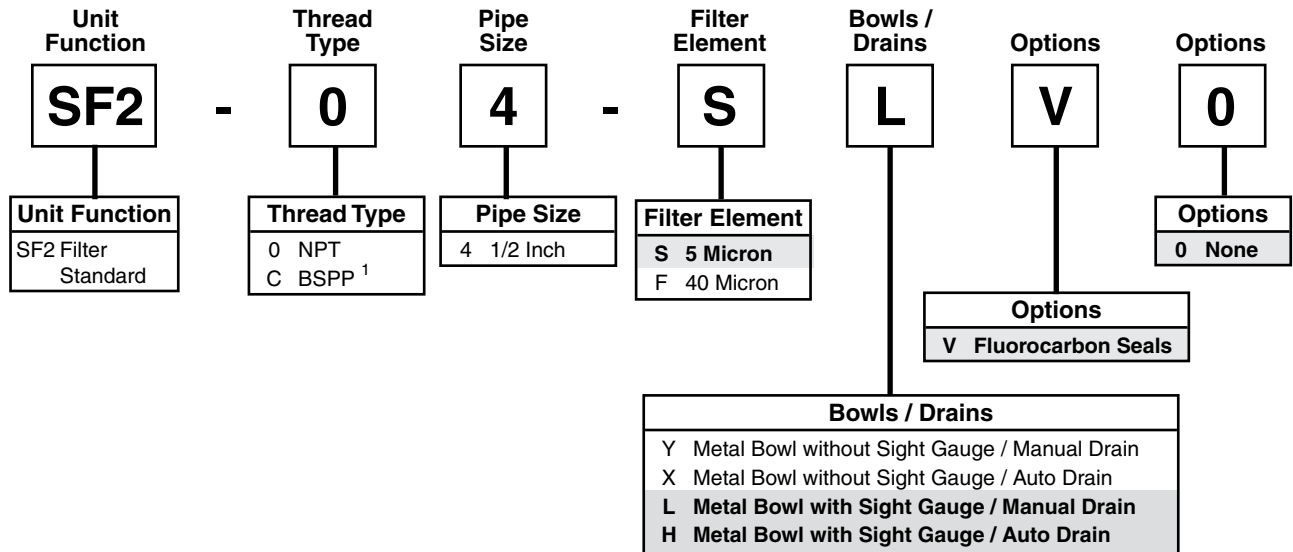 Unit Function
Thread Type
Pipe Size
Filter Element
Bowls / Drains
Options
Options
SF2 - 0 4 - S L V 0
Unit Function
SF2 Filter
Standard
Thread Type
0 NPT
C BSPP 1
Pipe Size
4 1/2 Inch
Filter Element
S 5 Micron
F 40 Micron
Options
0 None
Options
V Fluorocarbon Seals
Bowls / Drains
Y Metal Bowl without Sight Gauge / Manual Drain
X Metal Bowl without Sight Gauge / Auto Drain
L Metal Bowl with Sight Gauge / Manual Drain
H Metal Bowl with Sight Gauge / Auto Drain